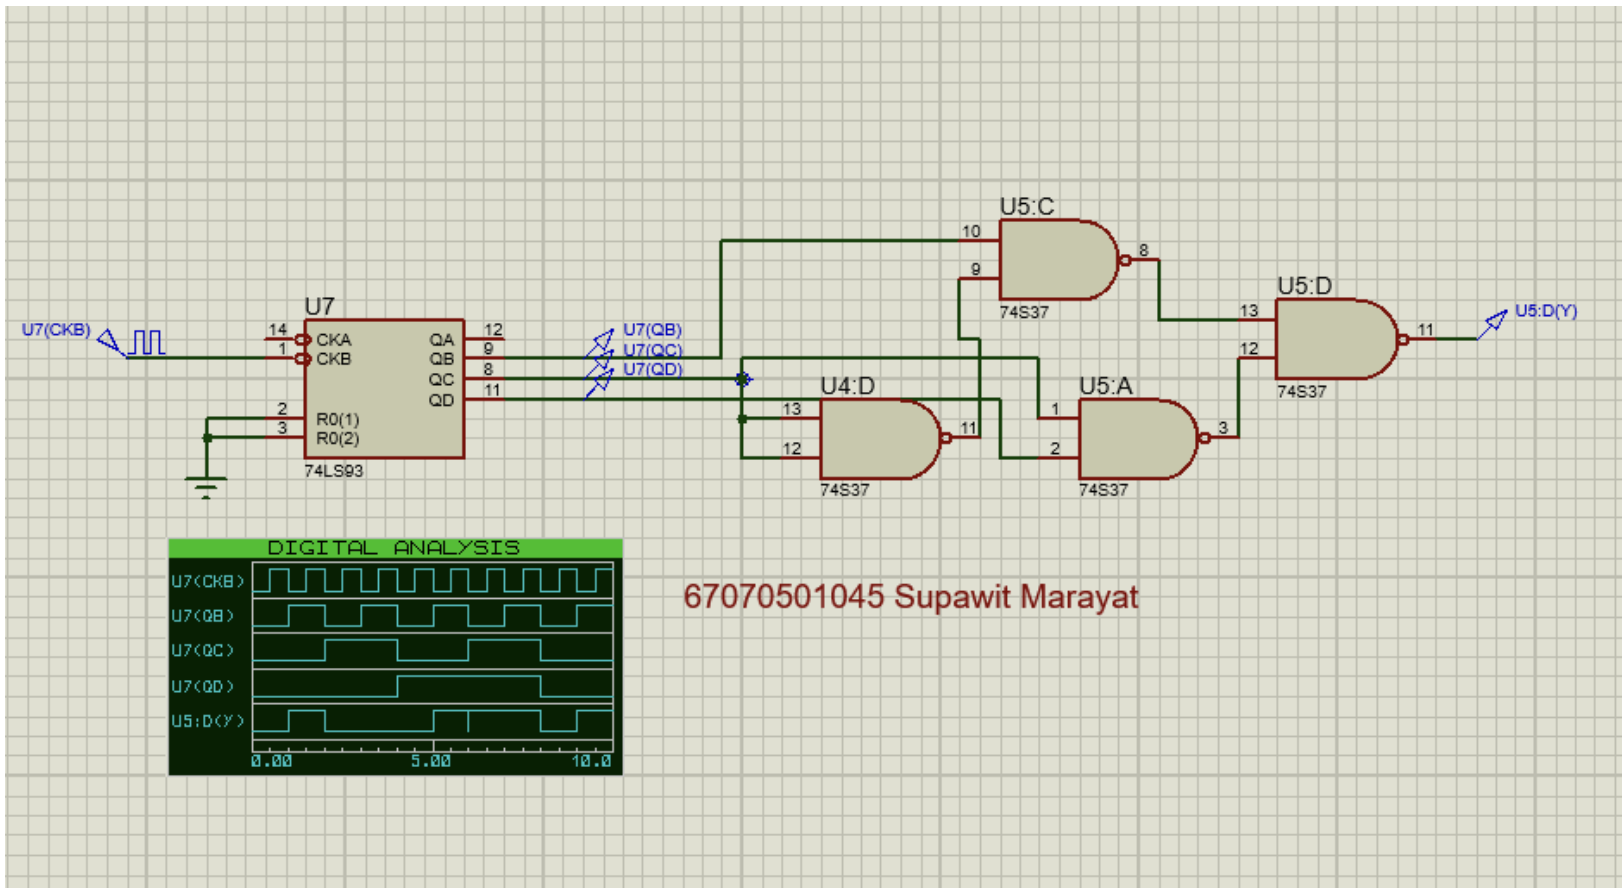 U5:C
10
9
8
74S37
U5:D
13
12
11
74S37
U5:D(Y)
U7(CKB)
U7
14
1
2
3
CKA
CKB
R0(1)
R0(2)
QA
QB
QC
QD
12
9
8
11
74LS93
U7(QB)
U7(QC)
U7(QD)
U4:D
13
12
11
74S37
U5:A
1
2
3
74S37
DIGITAL ANALYSIS
U7(CKB)
U7(QB)
U7(QC)
U7(QD)
U5:D(Y)
0.00 5.00 10.0
67070501045 Supawit Marayat